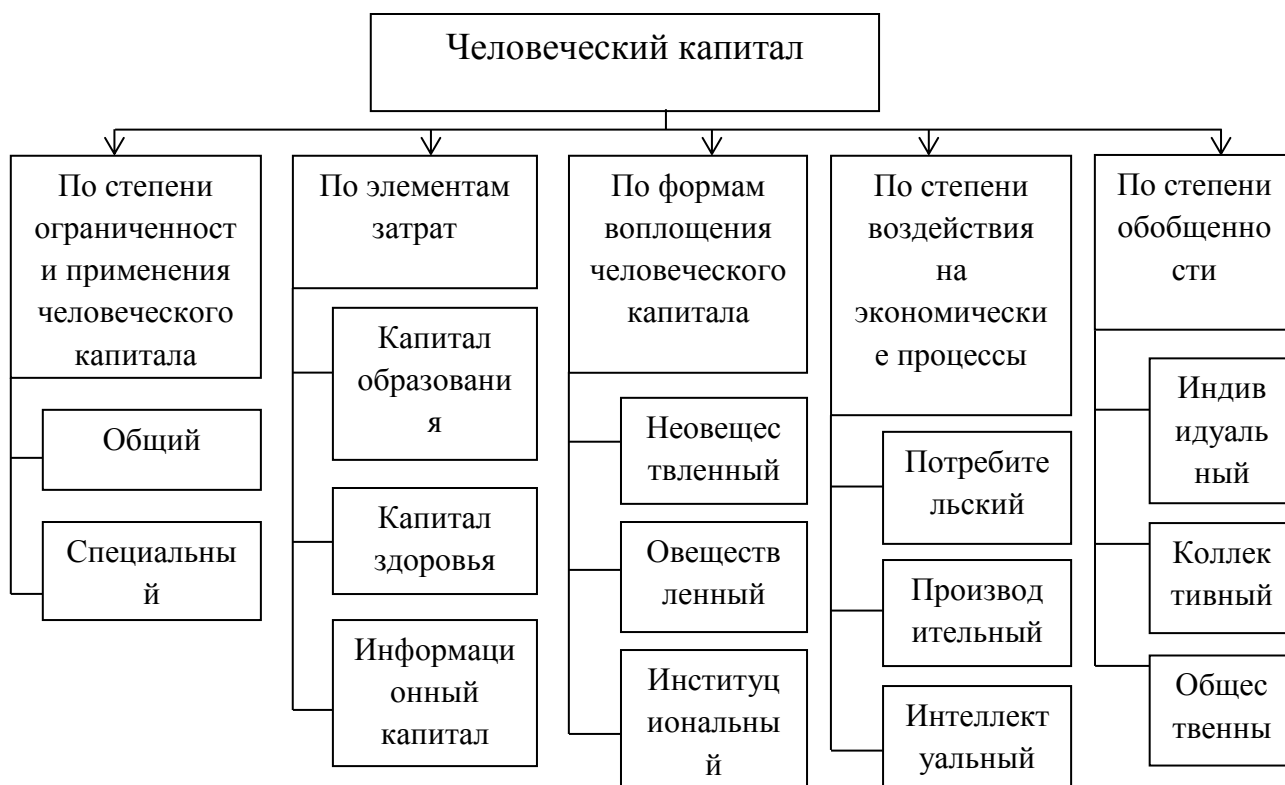 Человеческий капитал
По степени
ограниченност
и применения
человеческого
капитала
Общий
Специальны
й
По элементам
затрат
Капитал
образовани
я
Капитал
здоровья
Информаци
онный
капитал
По формам
воплощения
человеческого
капитала
Неовещес
твленный
Овеществ
ленный
Институц
иональны
й
По степени
воздействия
на
экономически
е процессы
Потребите
льский
Производ
ительный
Интеллект
уальный
По степени
обобщенно
сти
Индив
идуаль
ный
Коллек
тивный
Общес
твенны